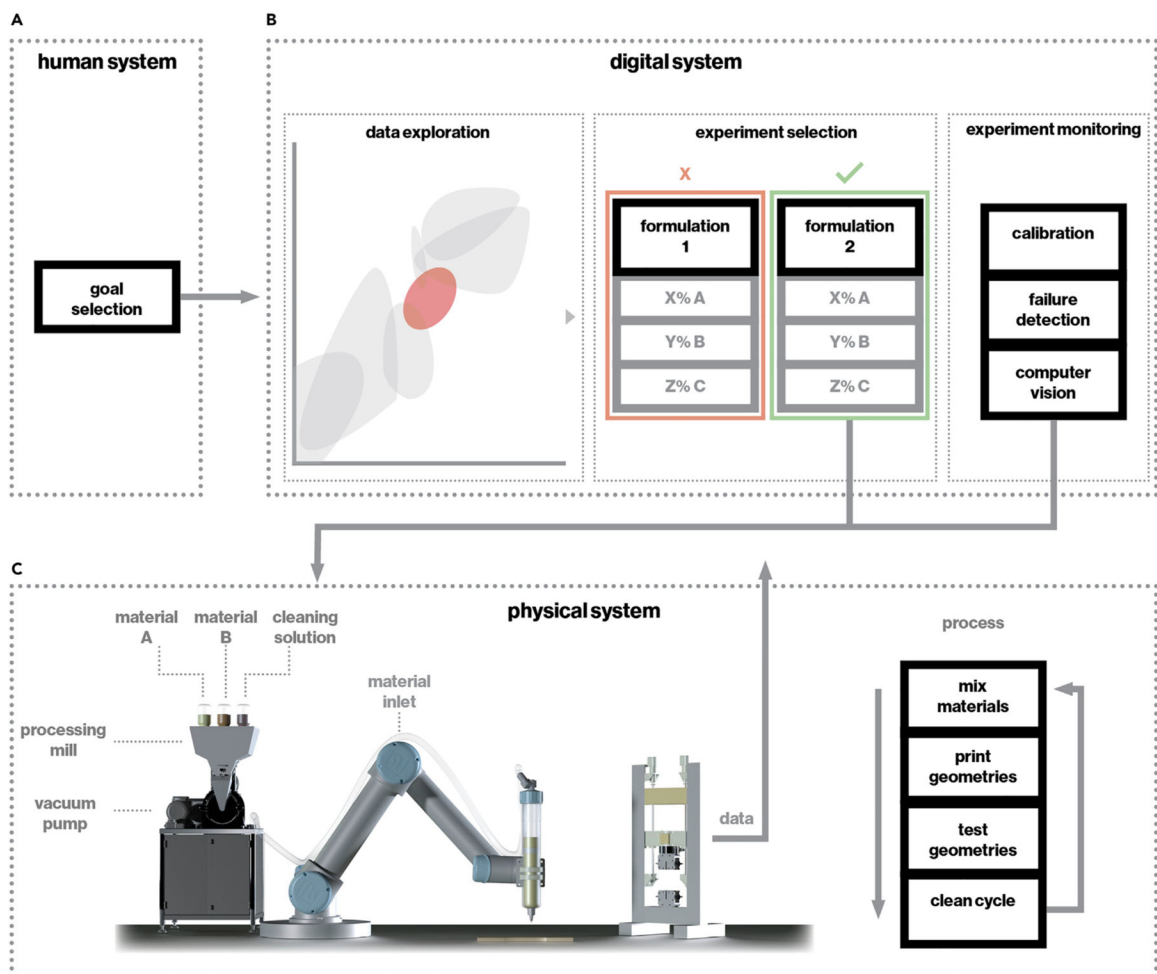 A
human system
goal
selection
B
digital system
data exploration
experiment selection
X
formulation
1
X% A
Y% B
Z% C
formulation
2
X% A
Y% B
Z% C
experiment monitoring
calibration
failure
detection
computer
vision
C
physical system
material
A
material
B
cleaning
solution
processing
mill
vacuum
pump
material
inlet
data
process
mix
materials
print
geometries
test
geometries
clean cycle